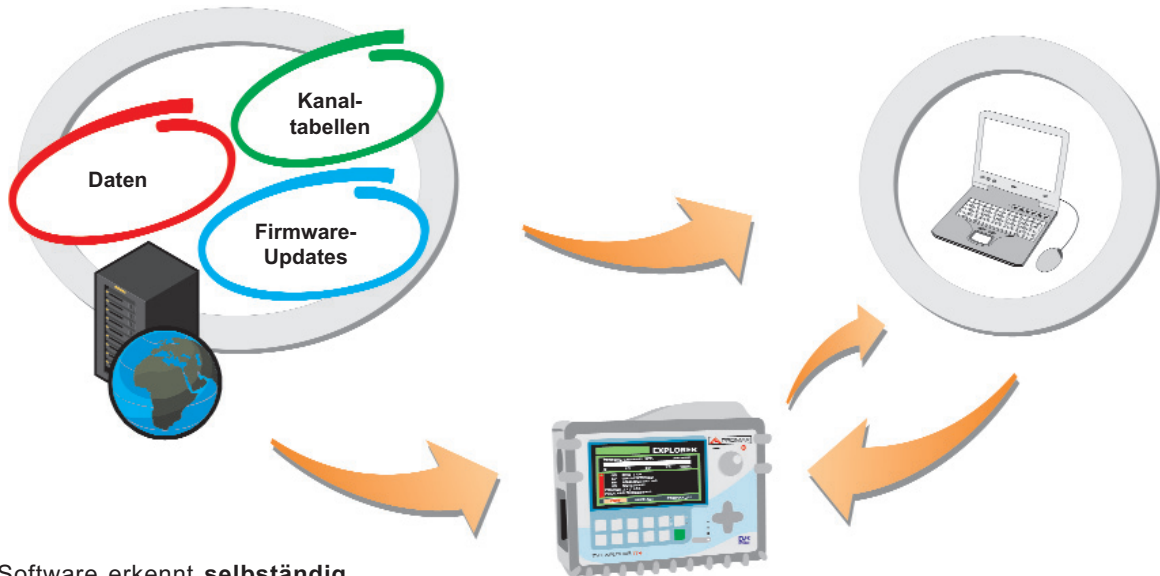 Kanal-
tabellen
Daten
Firmware-
Updates
EXPLORER
PROMAX
Software erkennt selbständig